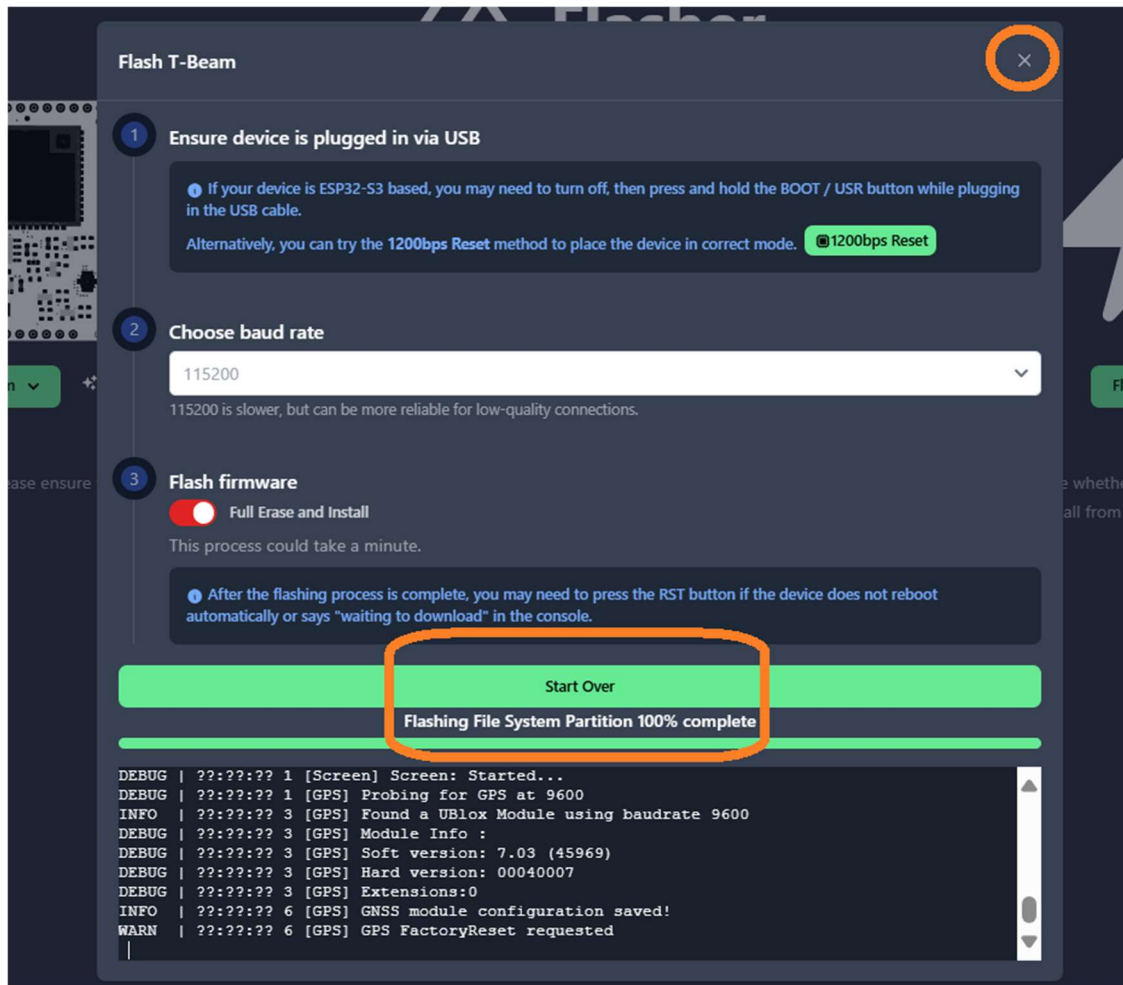 Flasher
Flash T-Beam
1
Ensure device is plugged in via USB
If your device is ESP32-S3 based, you may need to turn off, then press and hold the BOOT / USR button while plugging
in the USB cable.
Alternatively, you can try the 1200bps Reset method to place the device in correct mode. 1200bps Reset
2
Choose baud rate
115200
115200 is slower, but can be more reliable for low-quality connections.
3
Flash firmware
Full Erase and Install
This process could take a minute.
ensure
all from
After the flashing process is complete, you may need to press the RST button if the device does not reboot
automatically or says "waiting to download" in the console.
Start Over
Flashing File System Partition 100% complete
DEBUG | ??:??:?? 1 [Screen] Screen: Started...
DEBUG | ??:??:?? 1 [GPS] Probing for GPS at 9600
INFO | ??:??:?? 3 [GPS] Found a UBlox Module using baudrate 9600
DEBUG | ??:??:?? 3 [GPS] Module Info :
DEBUG | ??:??:?? 3 [GPS] Soft version: 7.03 (45969)
DEBUG | ??:??:?? 3 [GPS] Hard version: 00040007
DEBUG | ??:??:?? 3 [GPS] Extensions:0
INFO | ??:??:?? 6 [GPS] GNSS module configuration saved!
WARN | ??:??:?? 6 [GPS] GPS FactoryReset requested